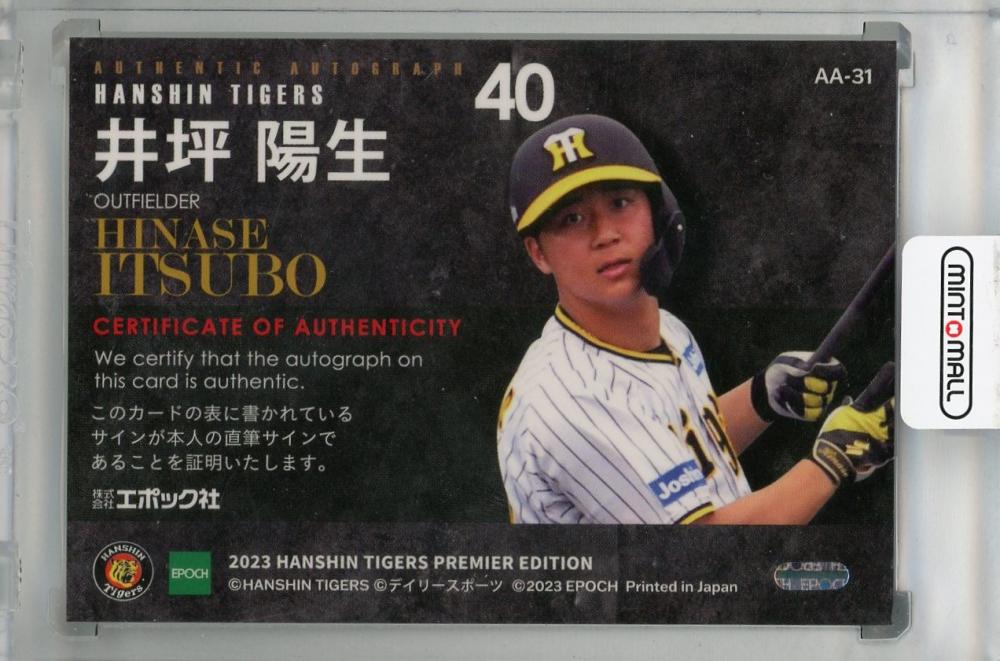 AUTHENTIC AUTOGRAPH
HANSHIN TIGERS
40
AA-31
井坪 陽生
OUTFIELDER
HINASE
ITSUBO
CERTIFICATE OF AUTHENTICITY
We certify that the autograph on
this card is authentic.
このカードの表に書かれている
サインが本人の直筆サインで
あることを証明いたします。
株式会社エポック社
Joshin
HANSHIN
Tigers
EPOCH
2023 HANSHIN TIGERS PREMIER EDITION
©HANSHIN TIGERS ©デイリースポーツ ©2023 EPOCH Printed in Japan
MINT MALL